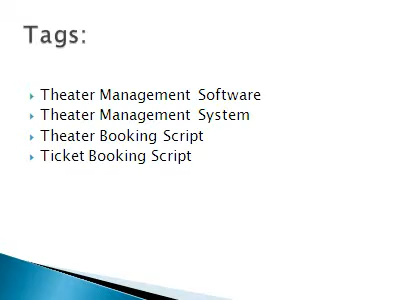 Tags:
Theater Management Software
Theater Management System
Theater Booking Script
Ticket Booking Script